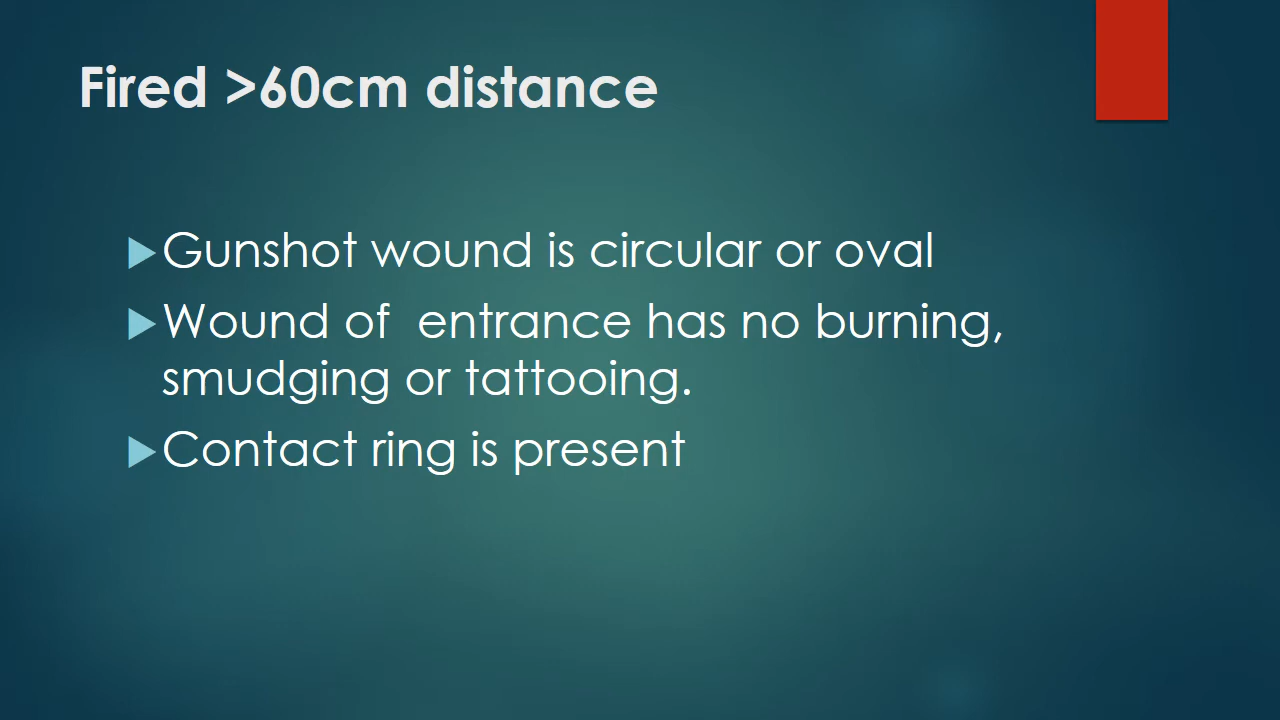 Fired >60cm distance
Gunshot wound is circular or oval
Wound of  entrance has no burning,
smudging or tattooing.
Contact ring is present